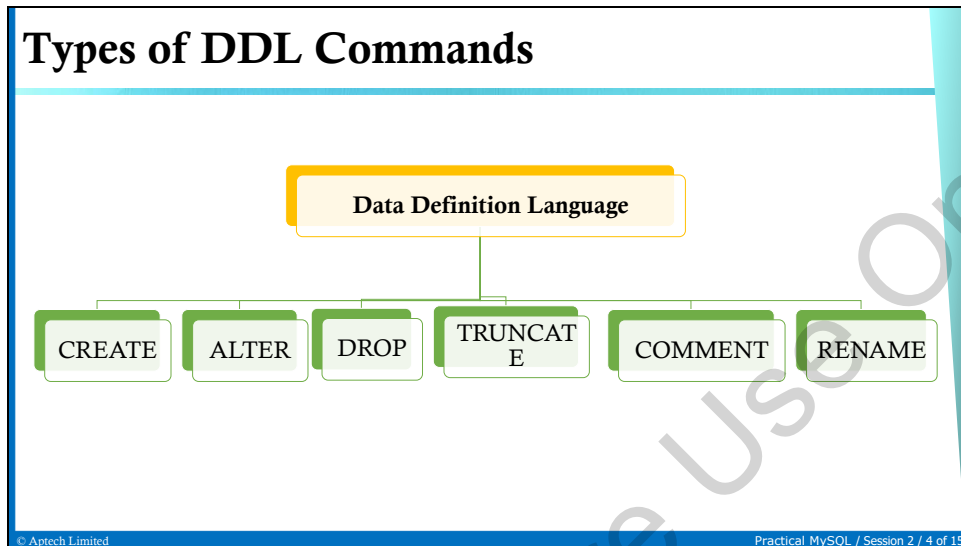 Types of DDL Commands
Data Definition Language
CREATE
ALTER
DROP
TRUNCAT
E
COMMENT
RENAME
Use
© Aptech Limited
Practical MySQL / Session 2 / 4 of 15